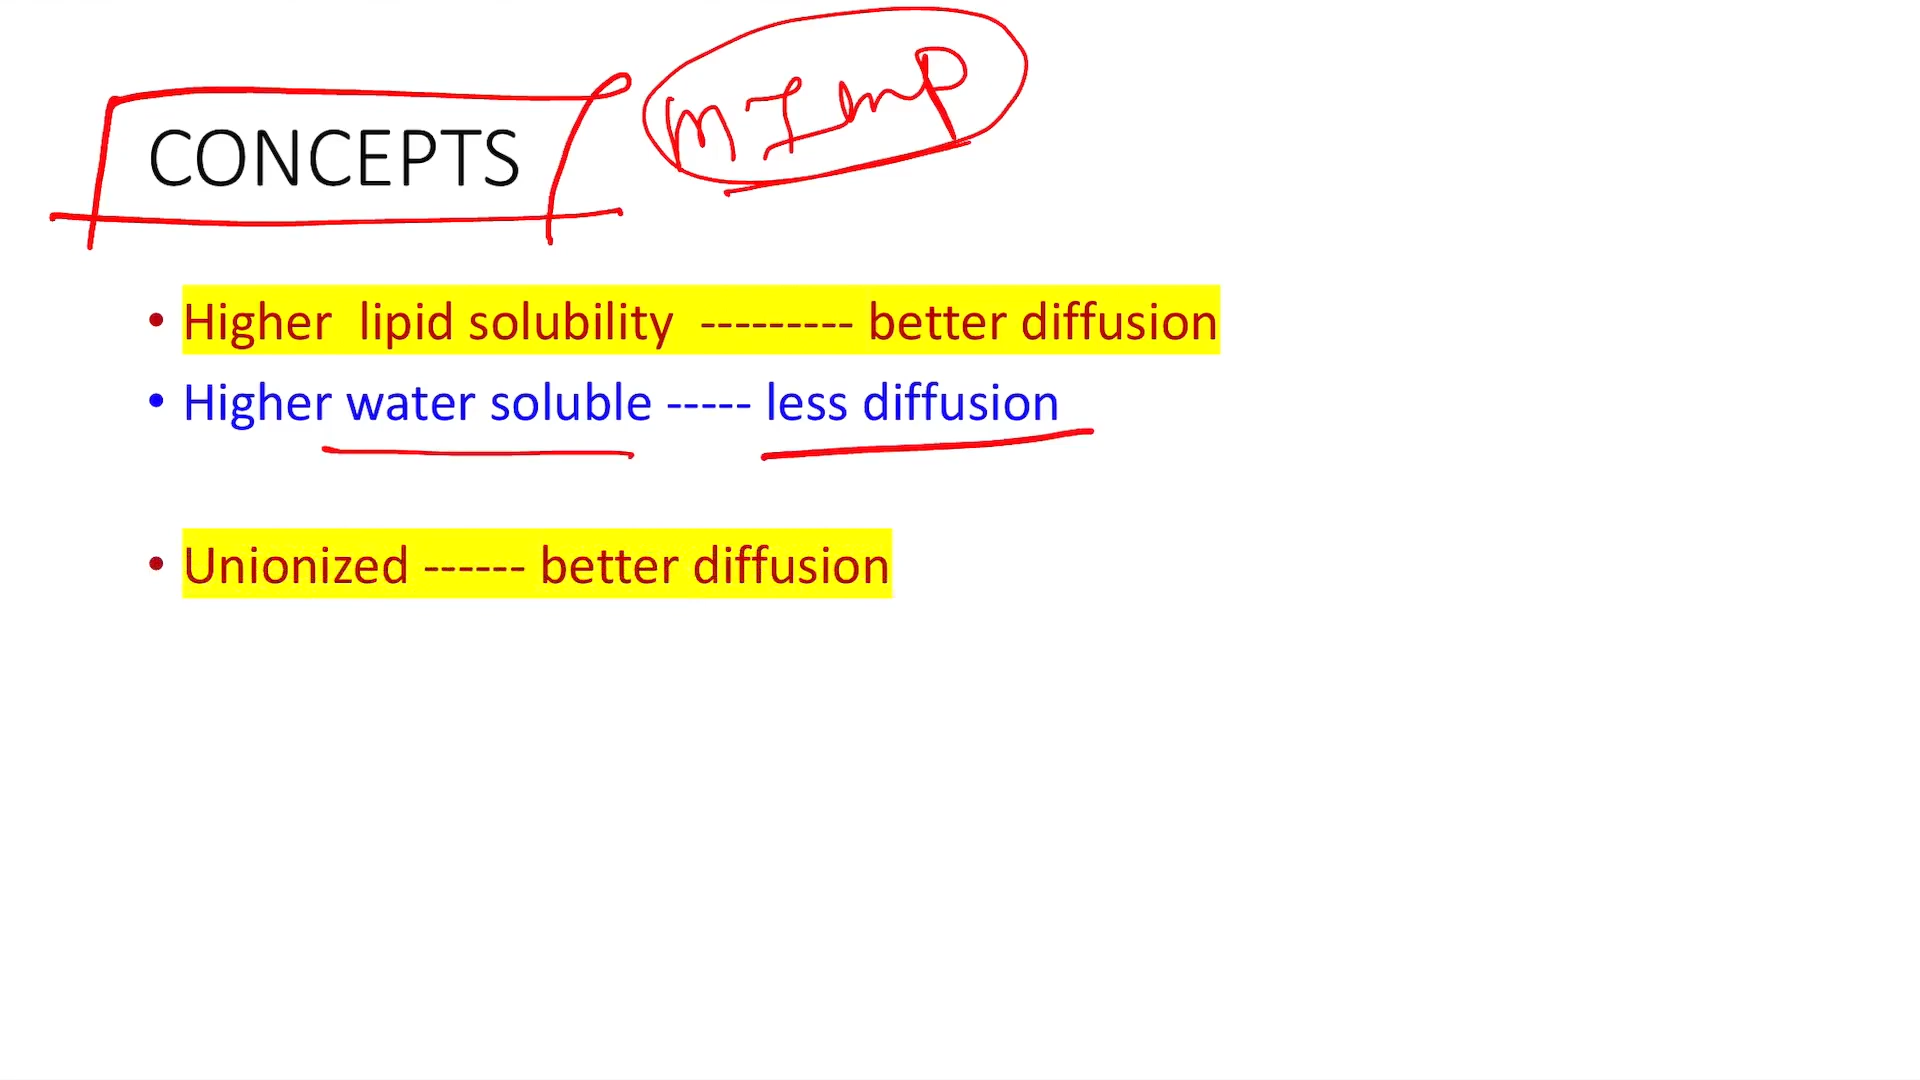 CONCEPTS
m Imp
• Higher lipid solubility --------- better diffusion
• Higher water soluble ----- less diffusion
• Unionized ------ better diffusion